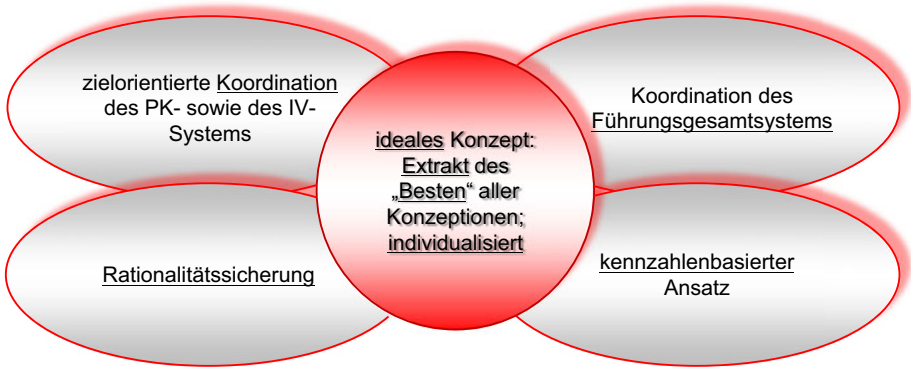 zielorientierte Koordination
des PK- sowie des IV-
Systems
Koordination des
Führungsgesamtsystems
ideales Konzept:
Extrakt des
„Besten“ aller
Konzeptionen;
individualisiert
Rationalitätssicherung
kennzahlenbasierter
Ansatz